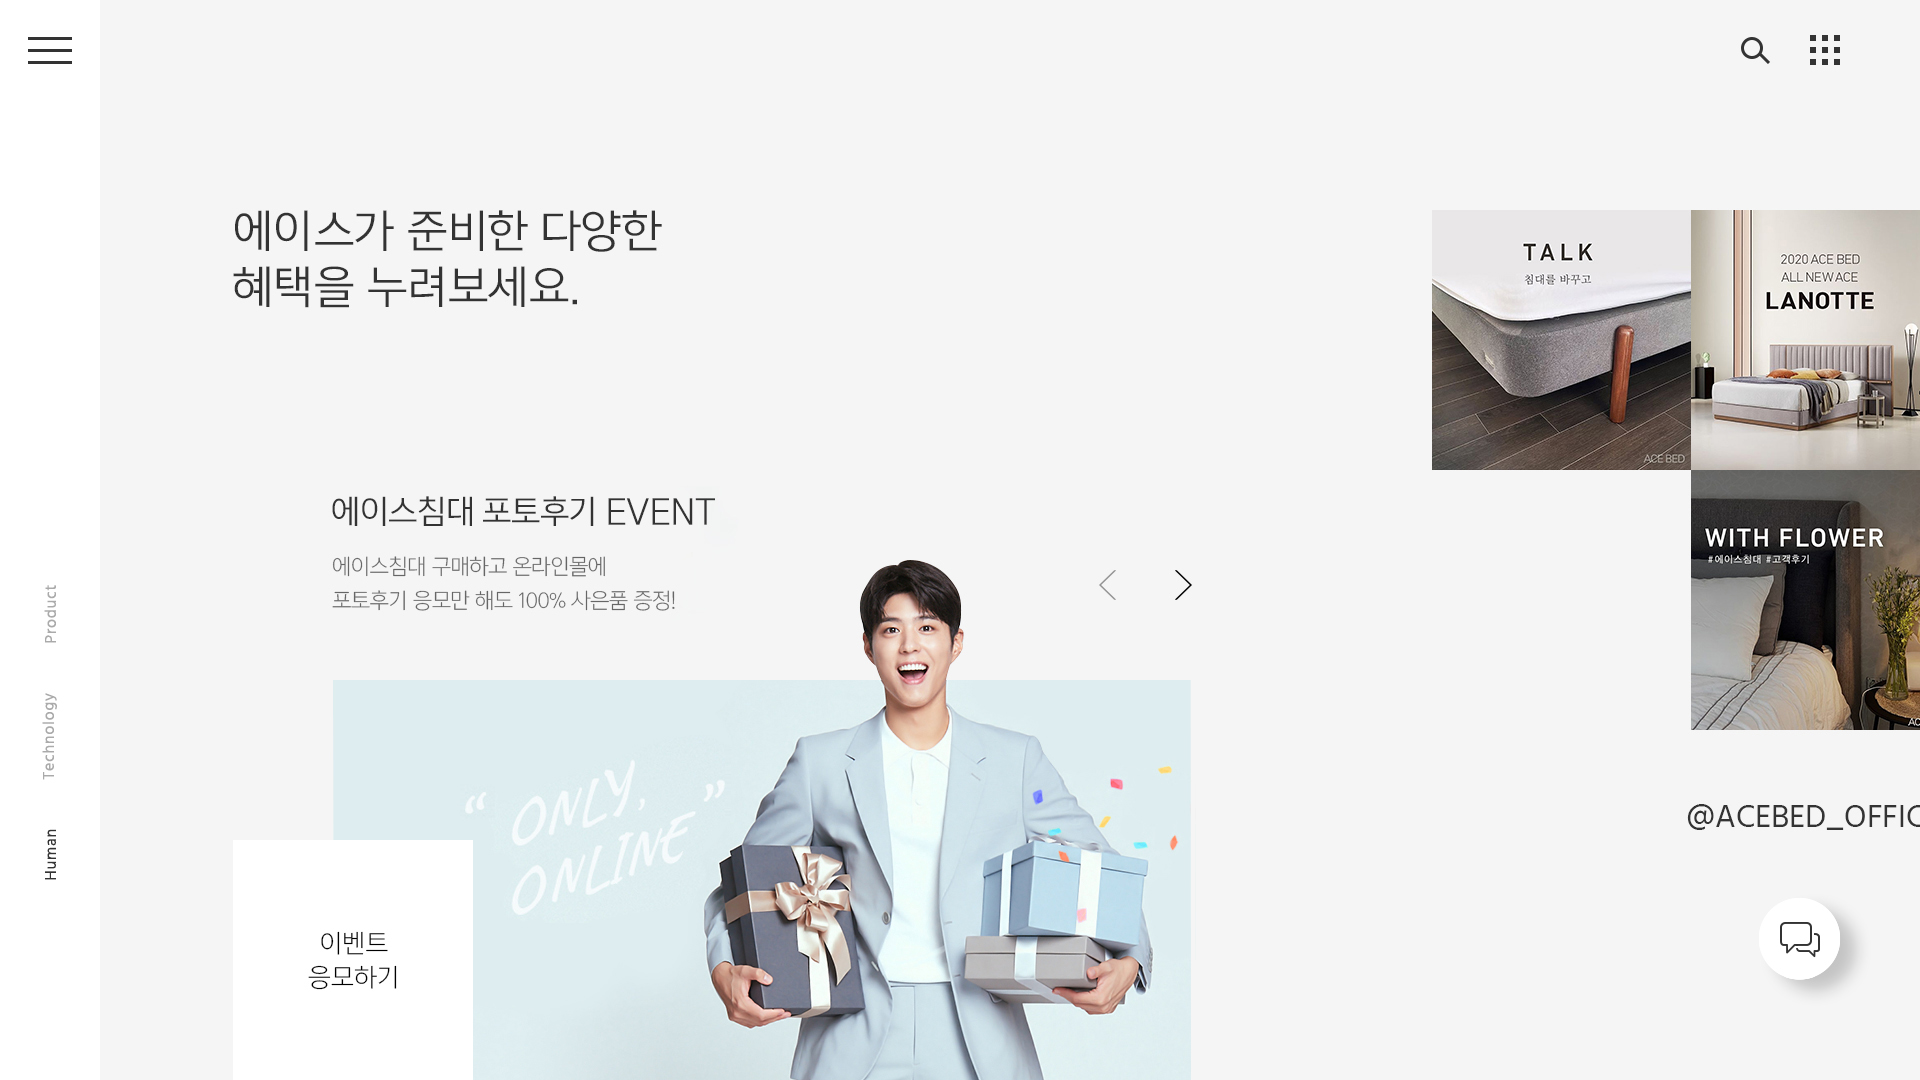 에이스가 준비한 다양한
혜택을 누려보세요.
에이스침대 포토후기 EVENT
에이스침대 구매하고 온라인몰에
포토후기 응모만 해도 100% 사은품 증정!
“ ONLY,
ONLINE ”
이벤트
응모하기
TALK
침대를 바꾸고
ACE BED
2020 ACE BED
ALL NEW ACE
LANOTTE
WITH FLOWER
#에이스침대 #고객후기
AC
@ACEBED_OFFIC
Product
Technology
Human